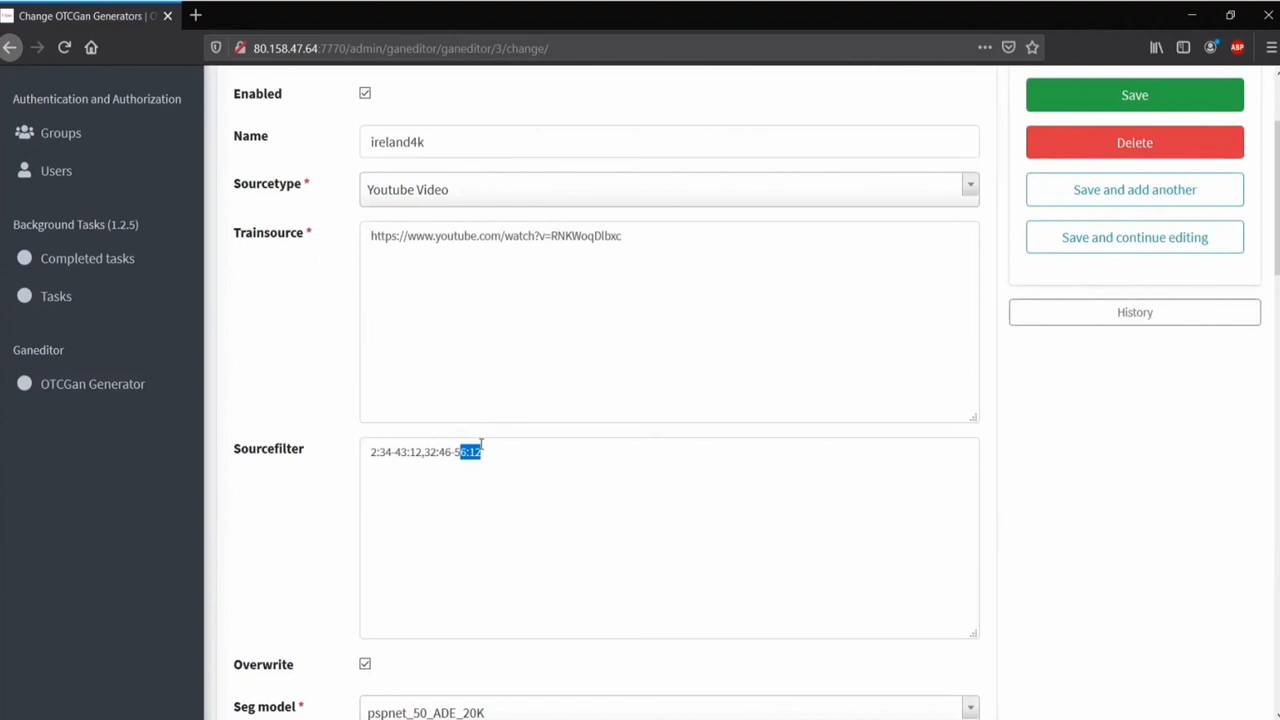 Change OTCGan Generators | O
80.158.47.64:7770/admin/ganeditor/ganeditor/3/change/
ABP
Authentication and Authorization
Groups
Users
Background Tasks (1.2.5)
Completed tasks
Tasks
Ganeditor
OTCGan Generator
Enabled
Name
ireland4k
Sourcetype *
Youtube Video
Trainsource *
https://www.youtube.com/watch?v=RNKWoqDlbxc
Sourcefilter
2:34-43:12,32:46-56:12
Overwrite
Seg model *
pspnet_50_ADE_20K
Save
Delete
Save and add another
Save and continue editing
History